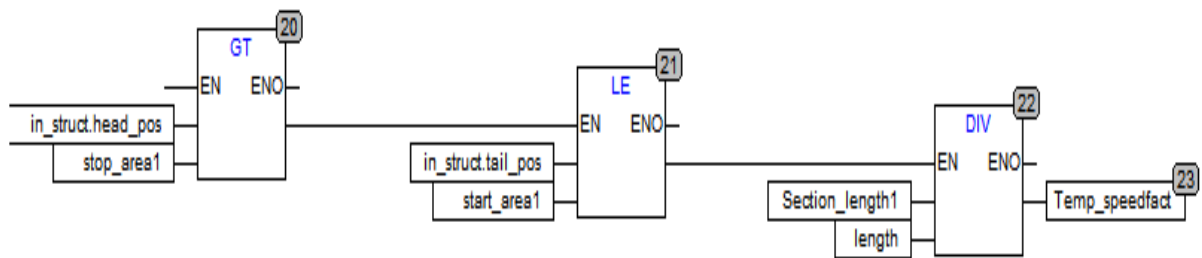 20
GT
EN ENO
in_struct.head_pos
stop_area1
21
LE
EN ENO
in_struct.tail_pos
start_area1
22
DIV
EN ENO
Section_length1
length
23
Temp_speedfact